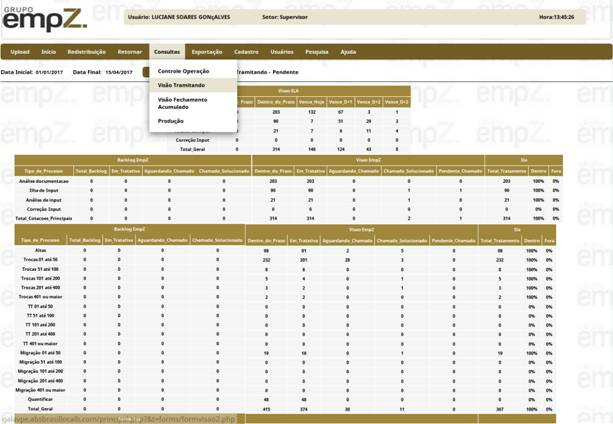 GRUPO
empZ.
Usuário: LUCIANE SOARES GONçALVES Setor: Supervisor Hora:13:45:26
Upload Início Redistribuição Retornar Consultas Exportação Cadastro Usuários Pesquisa Ajuda
Data Inicial: 01/01/2017 Data Final: 15/04/2017 Tramitando - Pendente
Controle Operação
Visão Tramitando
Visão Fechamento
Acumulado
Produção
Visao SLA
Prazo Dentro_do_Prazo Vence_Hoje Vence_D+1 Vence_D+2 Vence_D+3
203 132 67 3 1
90 7 51 29 3
21 7 6 11 4
Correção Input 0 0 0 0 0
Total_Geral 0 314 146 124 43 8
Backlog EmpZ Visao EmpZ Sla
Tipo_de_Processo Total_Backlog Em_Tratativa Aguardando_Chamado Chamado_Solucionado Dentro_do_Prazo Em_Tratativa Aguardando_Chamado Chamado_Solucionado Pendente_Chamado Total_Tratamento Dentro Fora
Análise documentacao 0 0 0 0 203 203 0 0 0 203 100% 0%
Ilha de Input 0 0 0 0 90 90 0 1 1 90 100% 0%
Análise de input 0 0 0 0 21 21 0 1 0 21 100% 0%
Correção Input 0 0 0 0 0 0 0 0 0 0 0% 0%
Total_Cotacoes_Principais 0 0 0 0 314 314 0 2 1 314 100% 0%
Backlog EmpZ Visao EmpZ Sla
Tipo_de_Processo Total_Backlog Em_Tratativa Aguardando_Chamado Chamado_Solucionado Dentro_do_Prazo Em_Tratativa Aguardando_Chamado Chamado_Solucionado Pendente_Chamado Total_Tratamento Dentro Fora
Altas 0 0 0 0 98 91 2 5 0 98 100% 0%
Trocas 01 até 50 0 0 0 0 232 201 28 3 0 232 100% 0%
Trocas 51 até 100 0 0 0 0 0 0 0 0
Trocas 101 até 200 0 0 0 0 5 4 0 1 0 5 100% 0%
Trocas 201 até 400 0 0 0 0 3 2 0 1 0 3 100% 0%
Trocas 401 ou maior 0 0 0 0 2 2 0 0 0 2 100% 0%
TT 01 até 50 0 0 0 0 0 0 0 0 0 0 0% 0%
TT 51 até 100 0 0 0 0 0 0 0 0 0 0 0% 0%
TT 101 até 200 0 0 0 0 0 0 0 0 0 0 0% 0%
TT 201 até 400 0 0 0 0 0 0 0 0 0 0 0% 0%
TT 401 ou maior 0 0 0 0 0 0 0 0 0 0 0% 0%
Migração 01 até 50 0 0 0 0 19 18 0 1 0 19 100% 0%
Migração 51 até 100 0 0 0 0 0 0 0 0 0 0 0% 0%
Migração 101 até 200 0 0 0 0 0 0 0 0 0 0 0% 0%
Migração 201 até 400 0 0 0 0 0 0 0 0 0 0 0% 0%
Migração 401 ou maior 0 0 0 0 0 0 0 0 0 0 0% 0%
Quantificar 0 0 0 0 48 48 0 0 0 0 0% 0%
Total_Geral 0 0 0 0 374 11 0 100% 0%